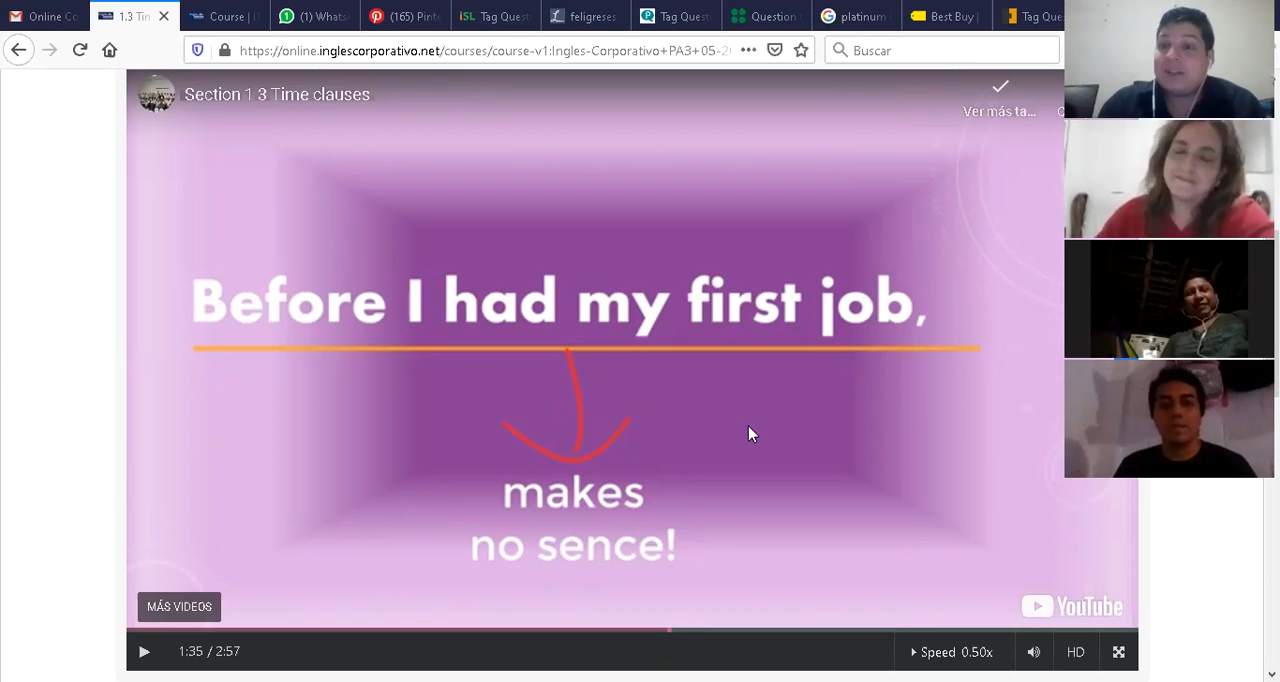 Online Co
1.3 Tin
Course |
(1) Whats
(165) Pint
iSL Tag Quest
feligreses
Tag Quest
Question
platinum
Best Buy |
Tag Ques
https://online.inglescorporativo.net/courses/course-v1:Ingles-Corporativo+PA3+05-2
Buscar
Section 1 3 Time clauses
Ver más ta...
Before I had my first job,
makes
no sence!
MÁS VIDEOS
YouTube
1:35 / 2:57
Speed 0.50x
HD